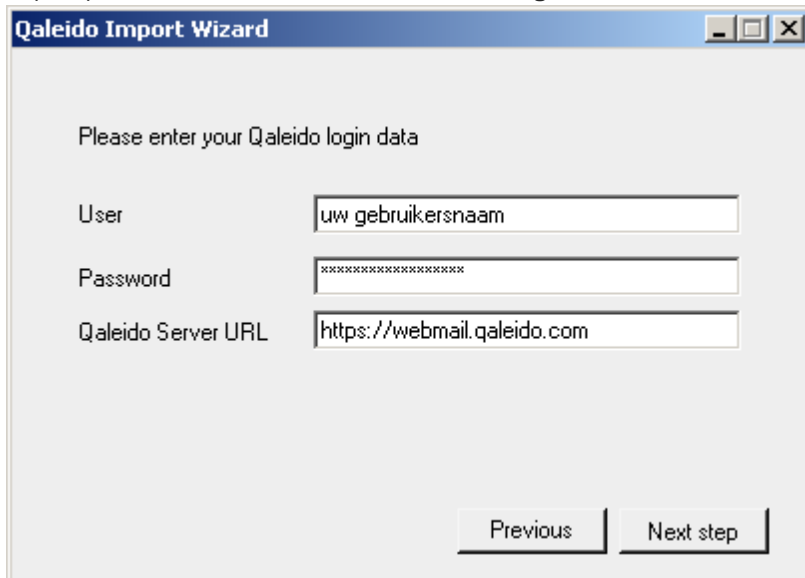 Qaleido Import Wizard
Please enter your Qaleido login data
User uw gebruikersnaam
Password ******************
Qaleido Server URL https://webmail.qaleido.com
Previous Next step